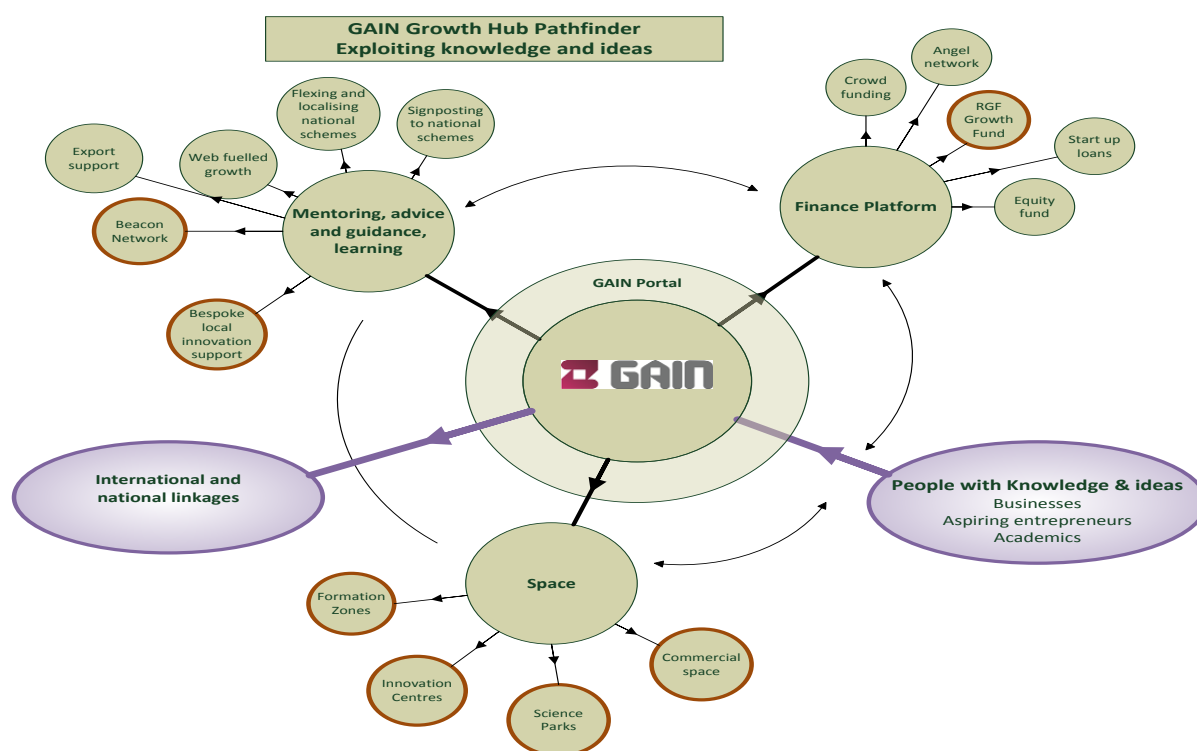 GAIN Growth Hub Pathfinder
Exploiting knowledge and ideas
Export
support
Web fuelled
growth
Flexing and
localising
national
schemes
Signposting
to national
schemes
Beacon
Network
Bespoke
local
innovation
support
Mentoring, advice
and guidance,
learning
Crowd
funding
Angel
network
RGF
Growth
Fund
Start up
loans
Equity
fund
Finance Platform
GAIN Portal
GAIN
International and
national linkages
People with Knowledge & ideas
Businesses
Aspiring entrepreneurs
Academics
Space
Formation
Zones
Innovation
Centres
Science
Parks
Commercial
space